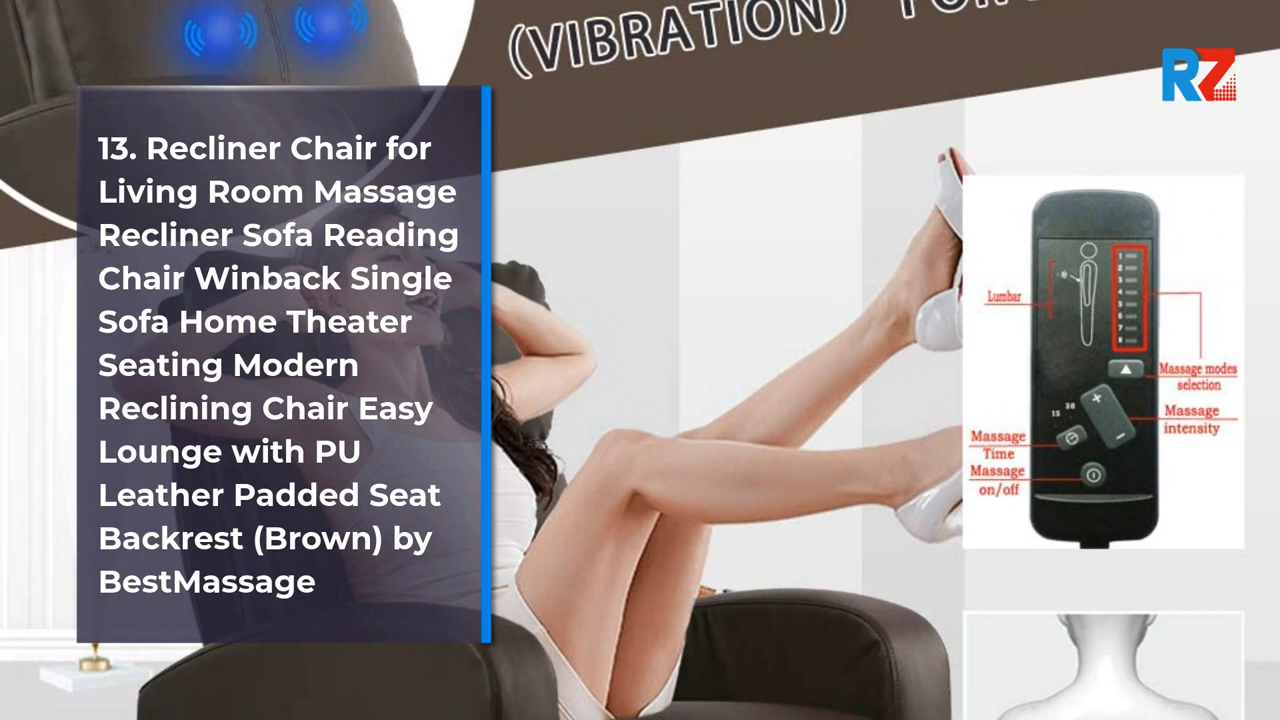 (VIBRATION)
RZ
13. Recliner Chair for
Living Room Massage
Recliner Sofa Reading
Chair Winback Single
Sofa Home Theater
Seating Modern
Reclining Chair Easy
Lounge with PU
Leather Padded Seat
Backrest (Brown) by
BestMassage
1
2
3
4
5
6
7
8
Lumbar
Massage modes
selection
+
15 30
Massage
intensity
−
Massage
Time
Massage
on/off